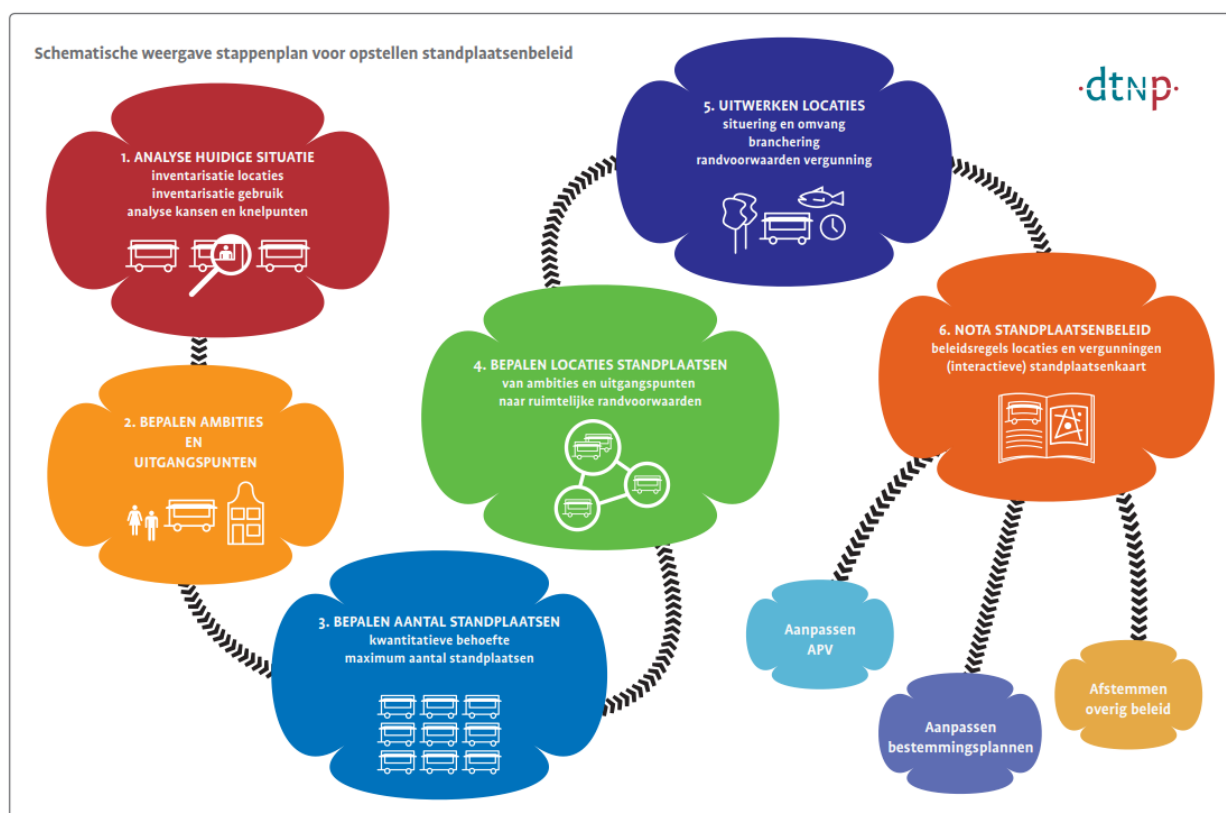 Schematische weergave stappenplan voor opstellen standplaatsenbeleid
·dtNp·
1. ANALYSE HUIDIGE SITUATIE
inventarisatie locaties
inventarisatie gebruik
analyse kansen en knelpunten
2. BEPALEN AMBITIES
EN
UITGANGSPUNTEN
3. BEPALEN AANTAL STANDPLAATSEN
kwantitatieve behoefte
maximum aantal standplaatsen
4. BEPALEN LOCATIES STANDPLAATSEN
van ambities en uitgangspunten
naar ruimtelijke randvoorwaarden
5. UITWERKEN LOCATIES
situering en omvang
branchering
randvoorwaarden vergunning
6. NOTA STANDPLAATSENBELEID
beleidsregels locaties en vergunningen
(interactieve) standplaatsenkaart
Aanpassen
APV
Aanpassen
bestemmingsplannen
Afstemmen
overig beleid